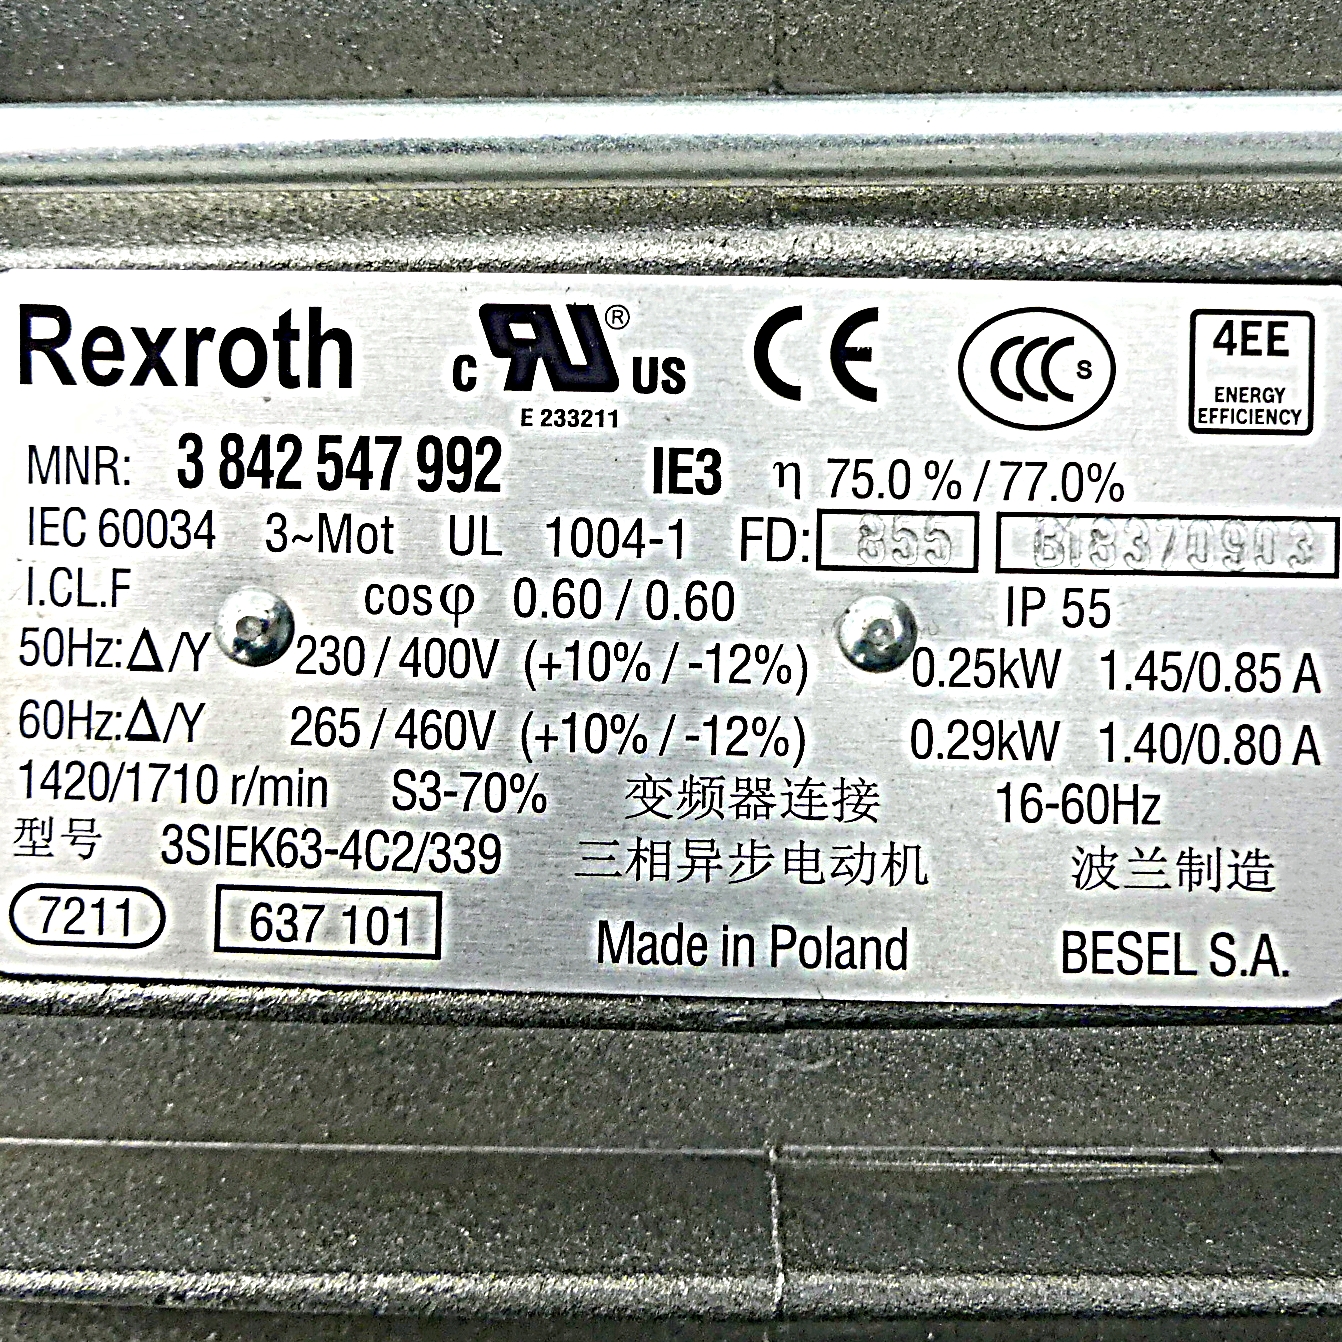 Rexroth c RU ® US CE CCC S 4EE
ENERGY
EFFICIENCY
E 233211
MNR: 3 842 547 992 IE3 η 75.0 % / 77.0%
IEC 60034 3~Mot UL 1004-1 FD: 855
I.CL.F cosφ 0.60 / 0.60 IP 55
50Hz:Δ/Y 230 / 400V (+10% / -12%) 0.25kW 1.45/0.85 A
60Hz:Δ/Y 265 / 460V (+10% / -12%) 0.29kW 1.40/0.80 A
1420/1710 r/min S3-70% 变频器连接 16-60Hz
型号 3SIEK63-4C2/339 三相异步电动机 波兰制造
7211 637 101 Made in Poland BESEL S.A.